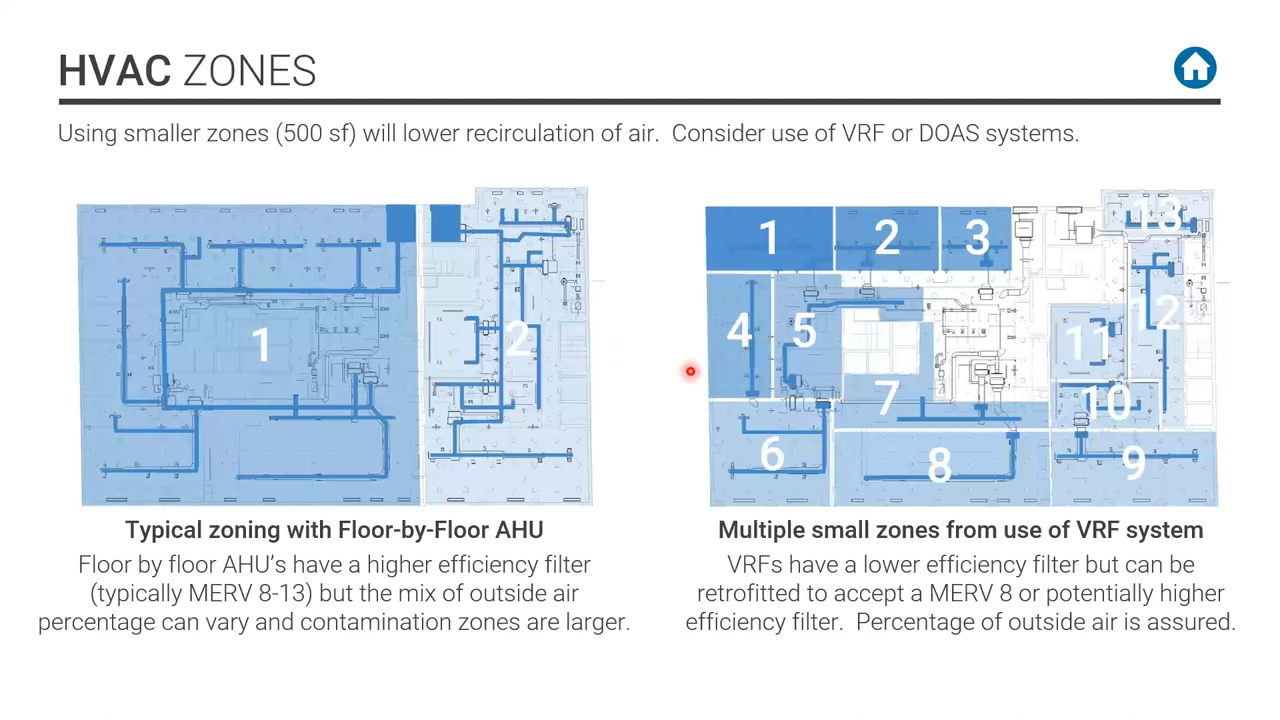 HVAC ZONES
Using smaller zones (500 sf) will lower recirculation of air. Consider use of VRF or DOAS systems.
1
2
1
2
3
4
5
6
7
8
9
10
11
12
13
Typical zoning with Floor-by-Floor AHU
Floor by floor AHU's have a higher efficiency filter
(typically MERV 8-13) but the mix of outside air
percentage can vary and contamination zones are larger.
Multiple small zones from use of VRF system
VRFs have a lower efficiency filter but can be
retrofitted to accept a MERV 8 or potentially higher
efficiency filter. Percentage of outside air is assured.